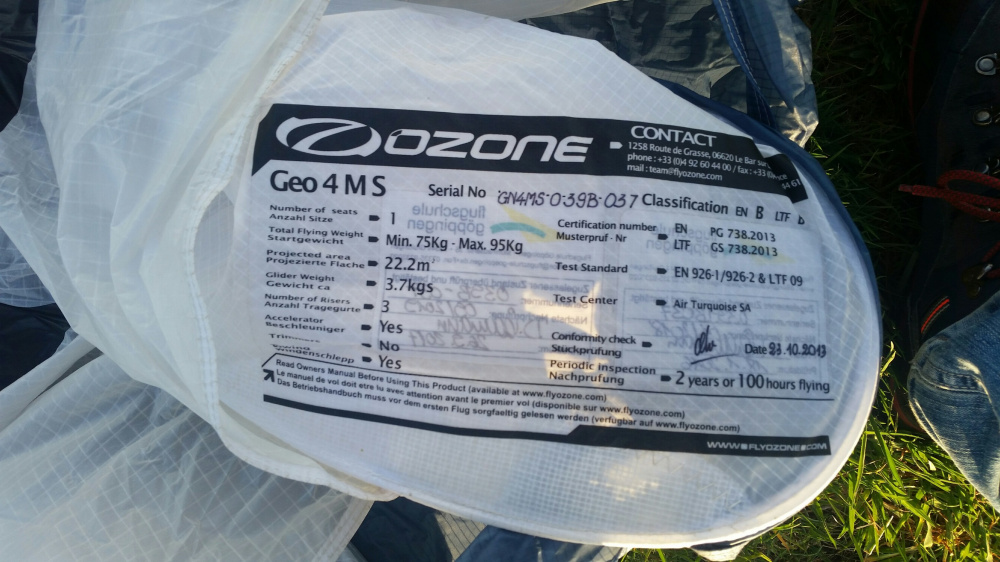 OZONE
CONTACT
1258 Route de Grasse, 06620 Le Bar sur
phone : +33 (0)4 92 60 44 00 / fax : +33
mail : team@flyozone.com
Geo 4 M S
Serial No GN4MS-O-39B-037 Classification EN B LTF
Number of seats
Anzahl Sitze
1
Total Flying Weight
Startgewicht
Min. 75Kg - Max. 95Kg
Projected area
Projezierte Flache
22.2m
Glider Weight
Gewicht ca
3.7kgs
Number of Risers
Anzahl Tragegurte
3
Accelerator
Beschleuniger
Yes
Trimmers
No
Windenschlepp
Yes
Certification number
Musterpruf - Nr
EN PG 738.2013
LTF GS 738.2013
Test Standard
EN 926-1/926-2 & LTF 09
Test Center
Air Turquoise SA
Conformity check
Stückprüfung
Date 23.10.2013
Periodic inspection
Nachprüfung
2 years or 100 hours flying
Read Owners Manual Before Using This Product (available at www.flyozone.com)
Le manuel de vol doit etre lu avec attention avant le premier vol (disponible sur www.flyozone.com)
Das Betriebshandbuch muss vor dem ersten Flug sorgfaeltig gelesen werden (verfugbar auf www.flyozone.com)
WWW.FLYOZONE.COM
flugschule
göppingen